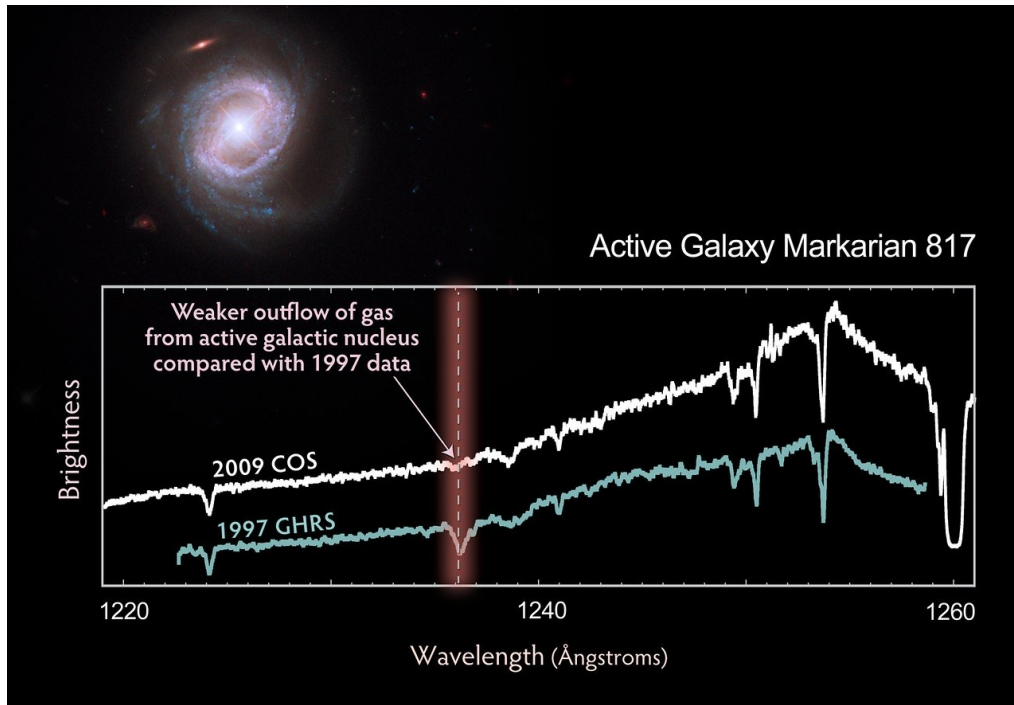 Active Galaxy Markarian 817
Weaker outflow of gas
from active galactic nucleus
compared with 1997 data
2009 COS
1997 GHRS
Brightness
1220
1240
1260
Wavelength (Ångstroms)